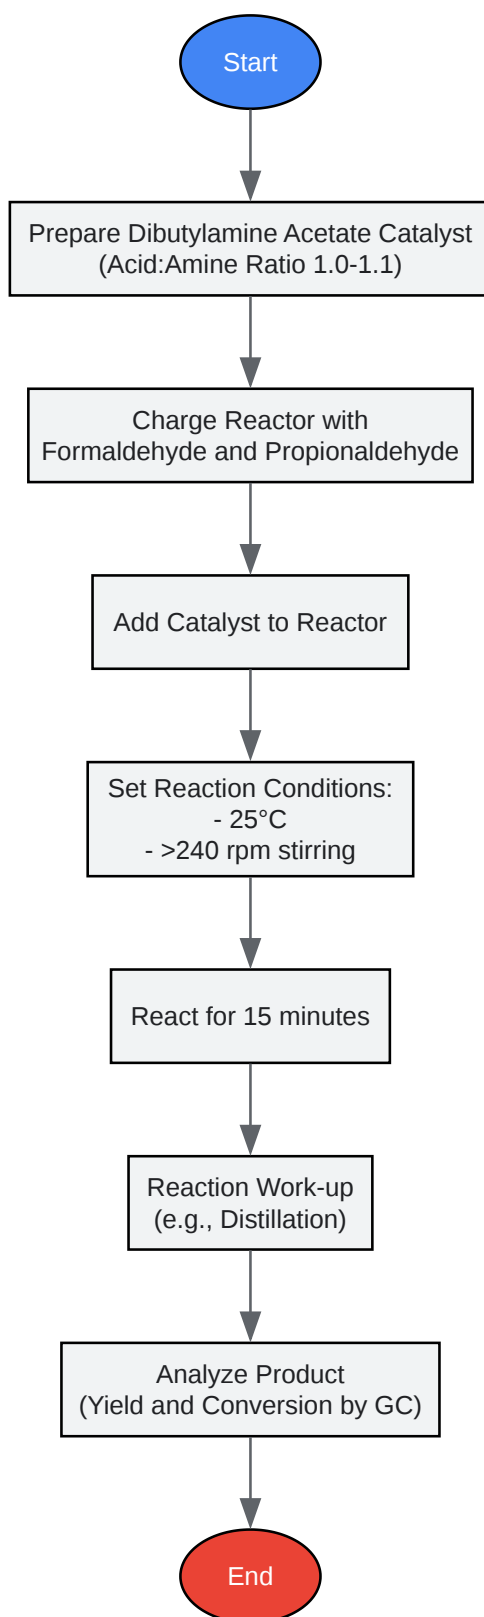 Start
Prepare Dibutylamine Acetate Catalyst
(Acid:Amine Ratio 1.0-1.1)
Charge Reactor with
Formaldehyde and Propionaldehyde
Add Catalyst to Reactor
Set Reaction Conditions:
- 25°C
- >240 rpm stirring
React for 15 minutes
Reaction Work-up
(e.g., Distillation)
Analyze Product
(Yield and Conversion by GC)
End